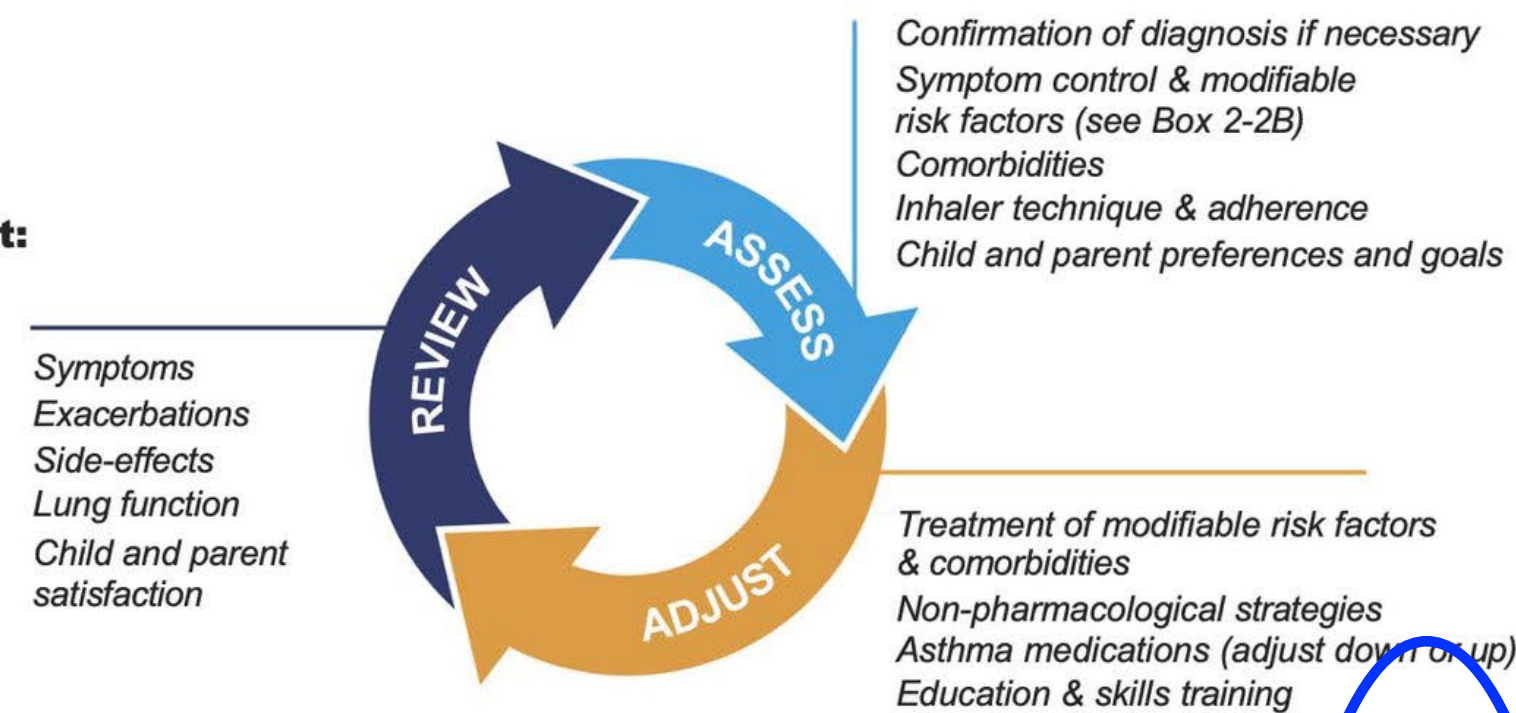 Confirmation of diagnosis if necessary
Symptom control & modifiable
risk factors (see Box 2-2B)
Comorbidities
Inhaler technique & adherence
Child and parent preferences and goals
t:
REVIEW
ASSESS
ADJUST
Symptoms
Exacerbations
Side-effects
Lung function
Child and parent
satisfaction
Treatment of modifiable risk factors
& comorbidities
Non-pharmacological strategies
Asthma medications (adjust down or up)
Education & skills training